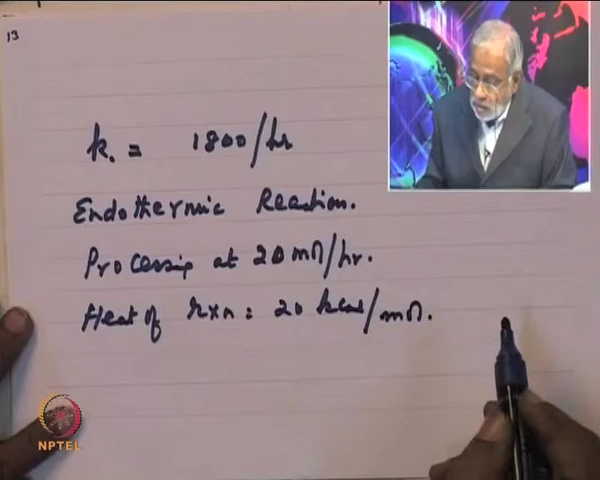 13
k. = 1800/hr
Endothermic Reaction.
Processing at 20 mol/hr.
Heat of rxn: 20 kcal/mol.
NPTEL